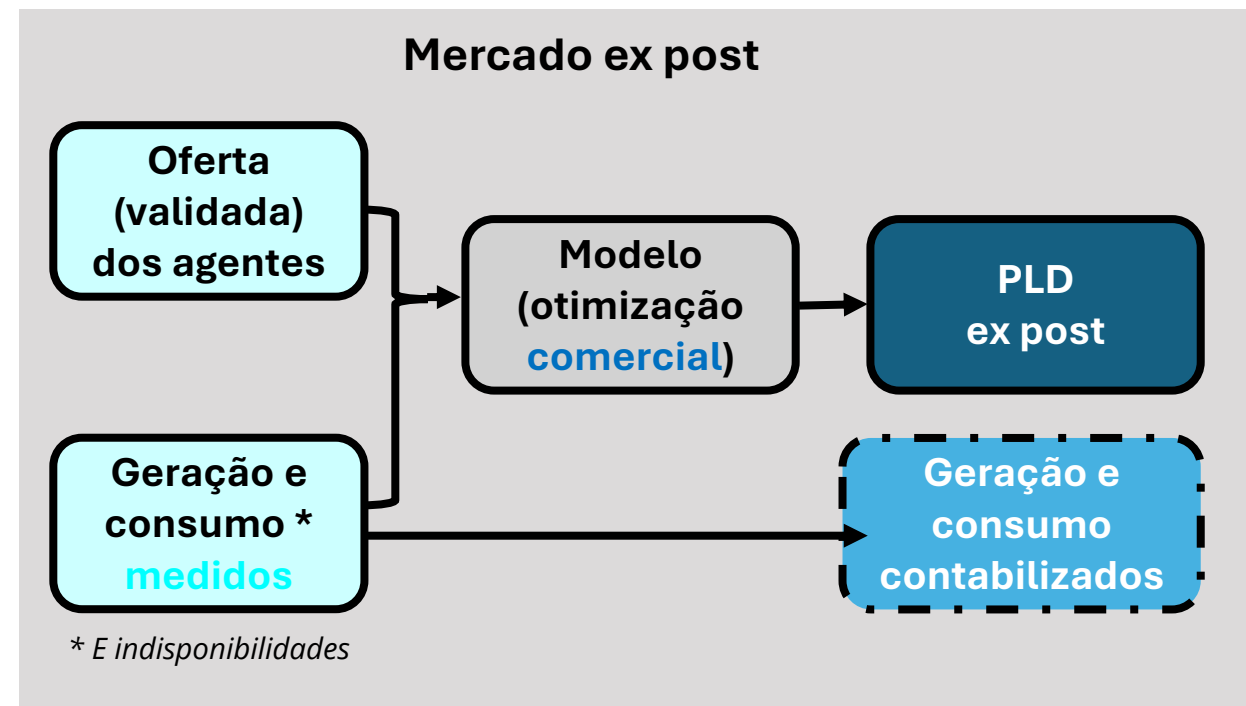 Mercado ex post
Oferta
(validada)
dos agentes
Modelo
(otimização
comercial)
PLD
ex post
Geração e
consumo *
medidos
Geração e
consumo
contabilizados
* E indisponibilidades